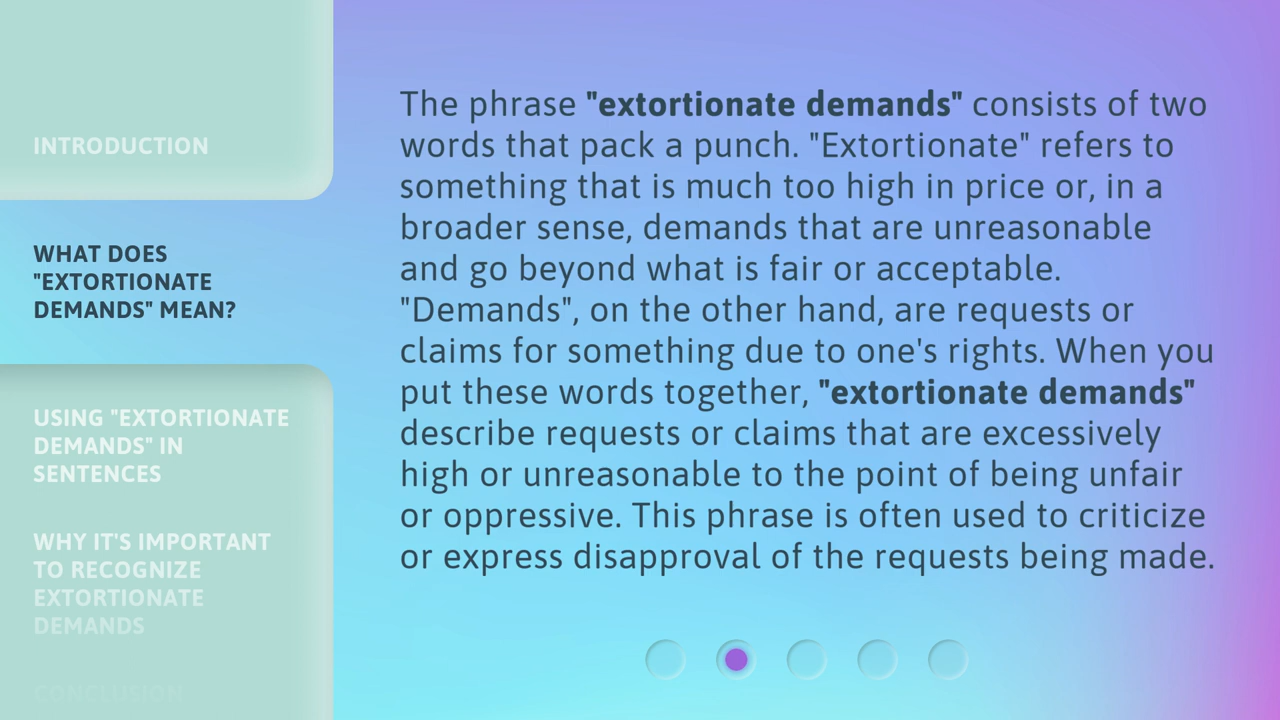 INTRODUCTION
WHAT DOES
"EXTORTIONATE
DEMANDS" MEAN?
USING "EXTORTIONATE
DEMANDS" IN
SENTENCES
WHY IT'S IMPORTANT
TO RECOGNIZE
EXTORTIONATE
DEMANDS
CONCLUSION
The phrase "extortionate demands" consists of two
words that pack a punch. "Extortionate" refers to
something that is much too high in price or, in a
broader sense, demands that are unreasonable
and go beyond what is fair or acceptable.
"Demands", on the other hand, are requests or
claims for something due to one's rights. When you
put these words together, "extortionate demands"
describe requests or claims that are excessively
high or unreasonable to the point of being unfair
or oppressive. This phrase is often used to criticize
or express disapproval of the requests being made.